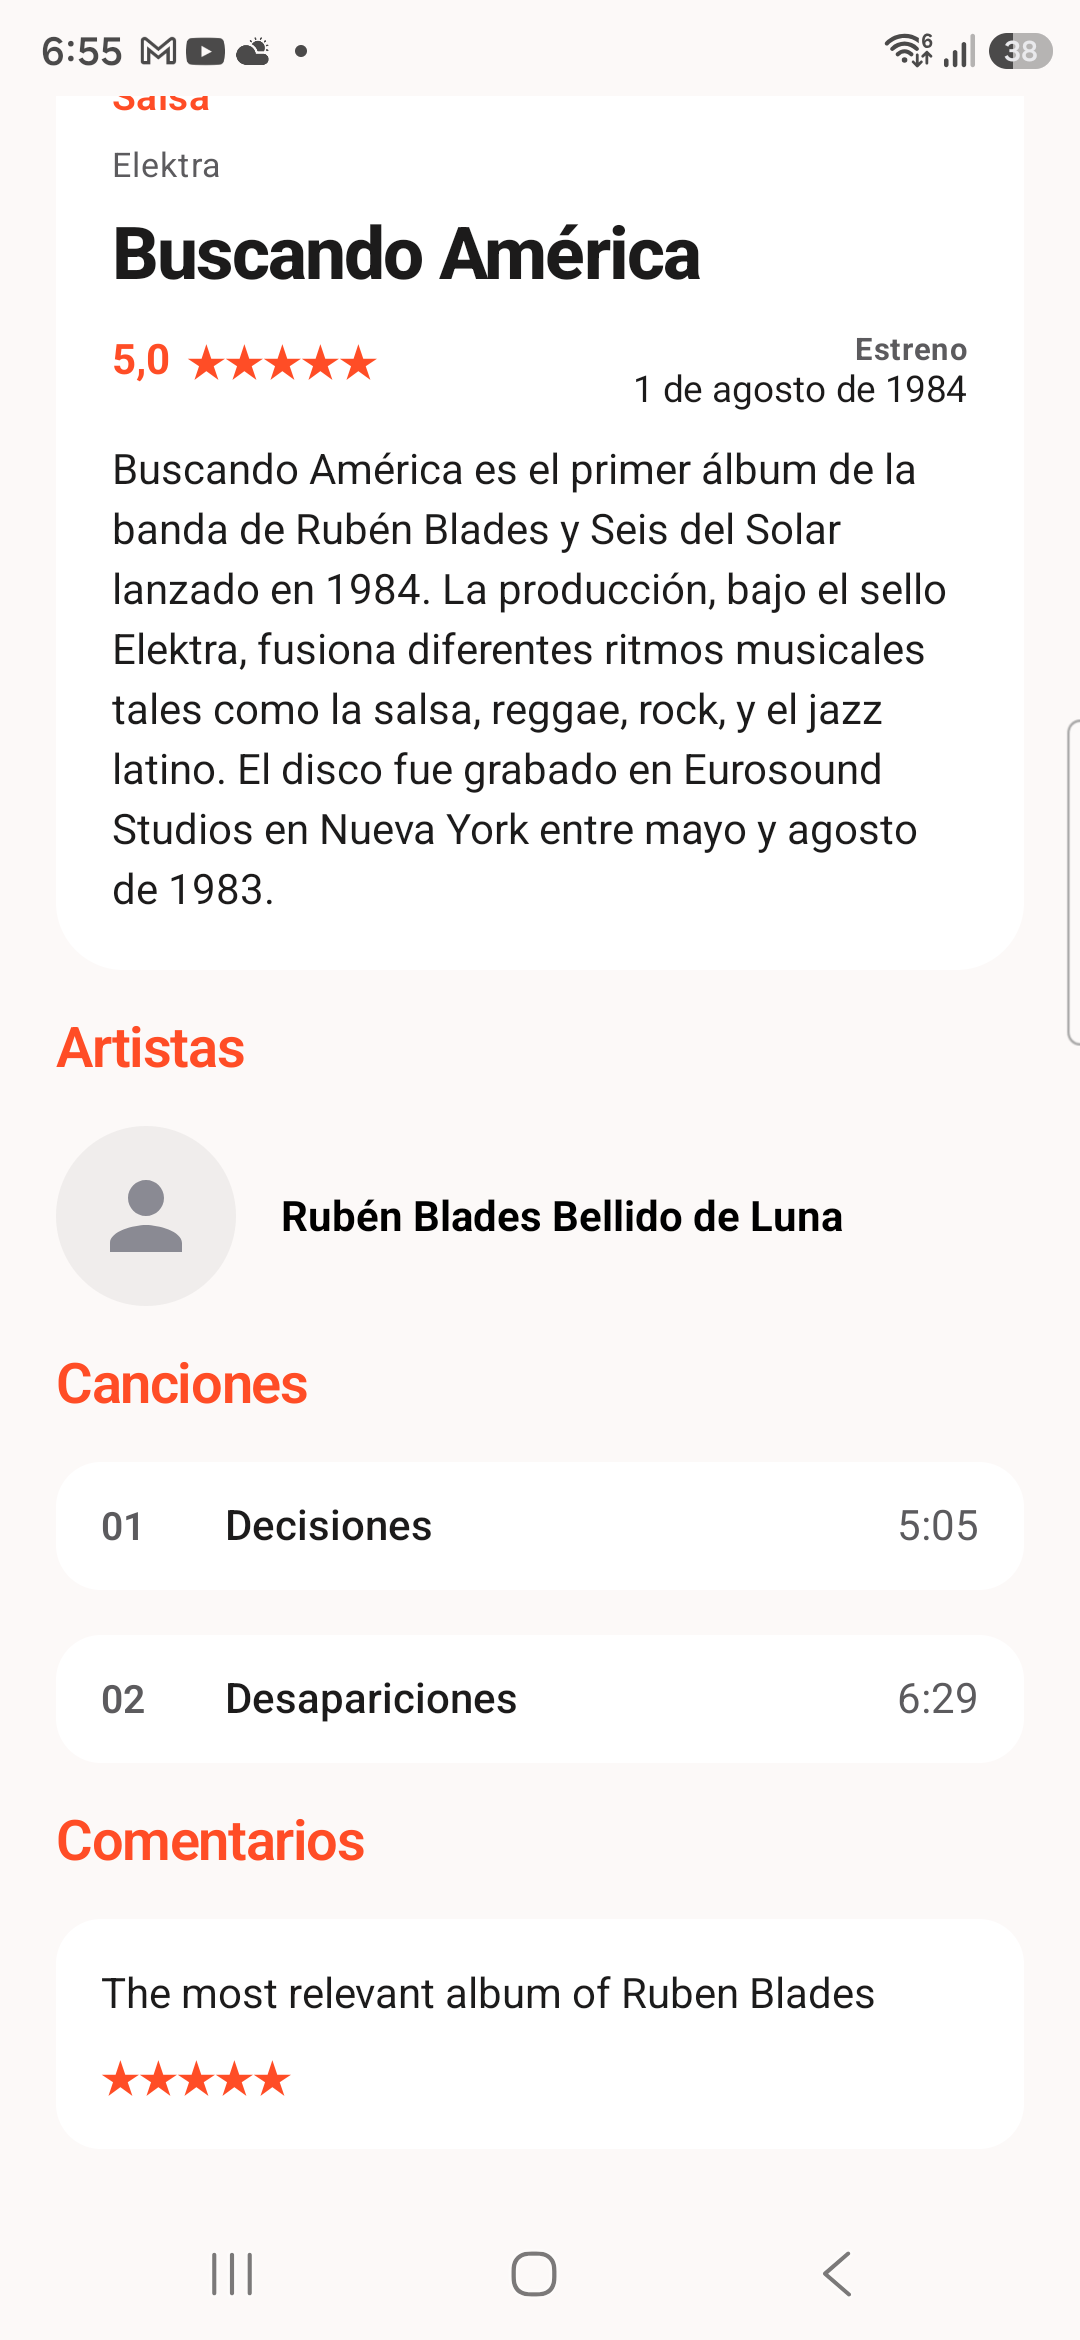 6:55
6
38
Salsa
Elektra
Buscando América
5,0
Estreno
1 de agosto de 1984
Buscando América es el primer álbum de la
banda de Rubén Blades y Seis del Solar
lanzado en 1984. La producción, bajo el sello
Elektra, fusiona diferentes ritmos musicales
tales como la salsa, reggae, rock, y el jazz
latino. El disco fue grabado en Eurosound
Studios en Nueva York entre mayo y agosto
de 1983.
Artistas
Rubén Blades Bellido de Luna
Canciones
01 Decisiones 5:05
02 Desapariciones 6:29
Comentarios
The most relevant album of Ruben Blades